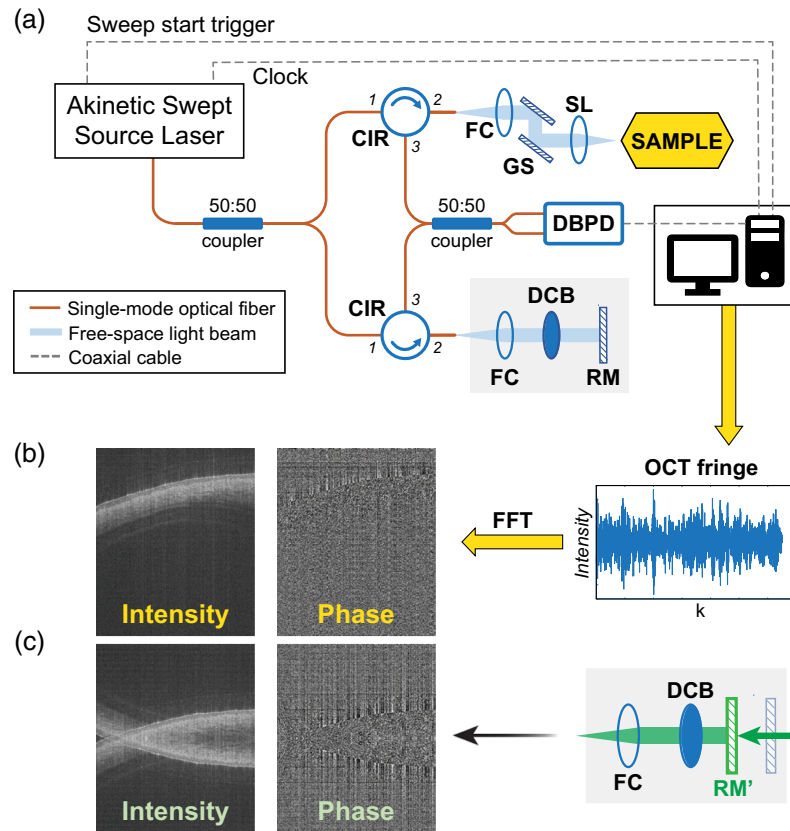 (a)
Sweep start trigger
Clock
Akinetic Swept
Source Laser
50:50
coupler
1
2
3
CIR
FC
GS
SL
SAMPLE
50:50
coupler
DBPD
Single-mode optical fiber
Free-space light beam
Coaxial cable
CIR
3
1
2
FC
DCB
RM
(b)
Intensity
Phase
FFT
OCT fringe
Intensity
k
(c)
Intensity
Phase
DCB
FC
RM’